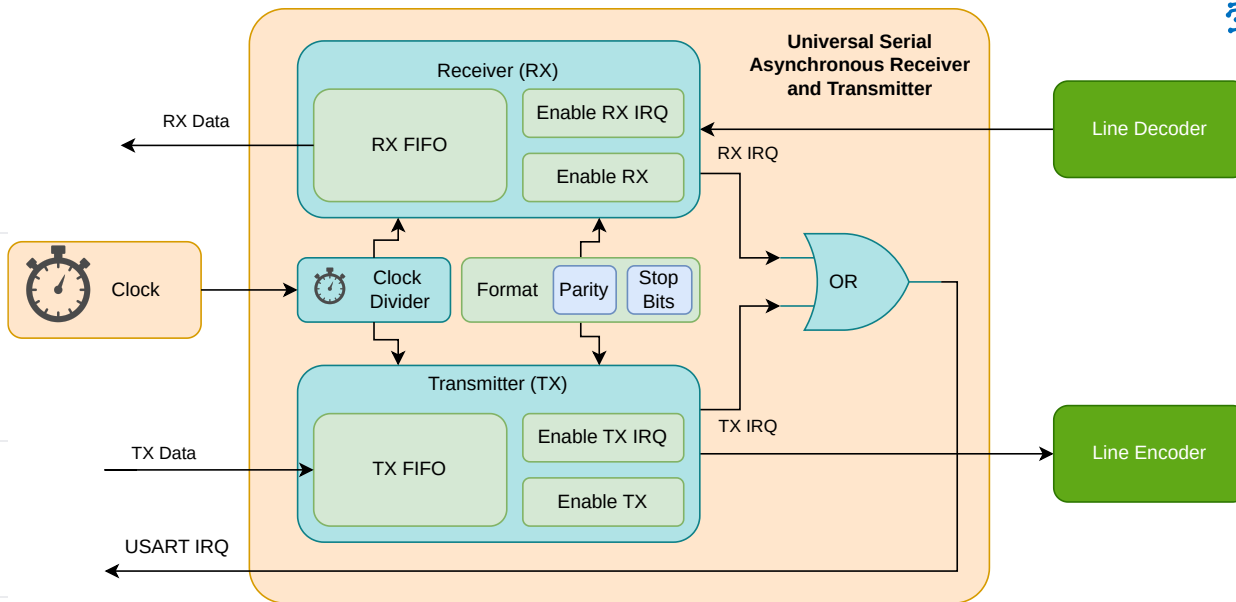 Universal Serial
Asynchronous Receiver
and Transmitter
Receiver (RX)
RX Data
RX FIFO
Enable RX IRQ
Enable RX
Line Decoder
RX IRQ
Clock
Clock
Divider
Format
Parity
Stop
Bits
OR
Transmitter (TX)
TX Data
TX FIFO
Enable TX IRQ
Enable TX
TX IRQ
Line Encoder
USART IRQ